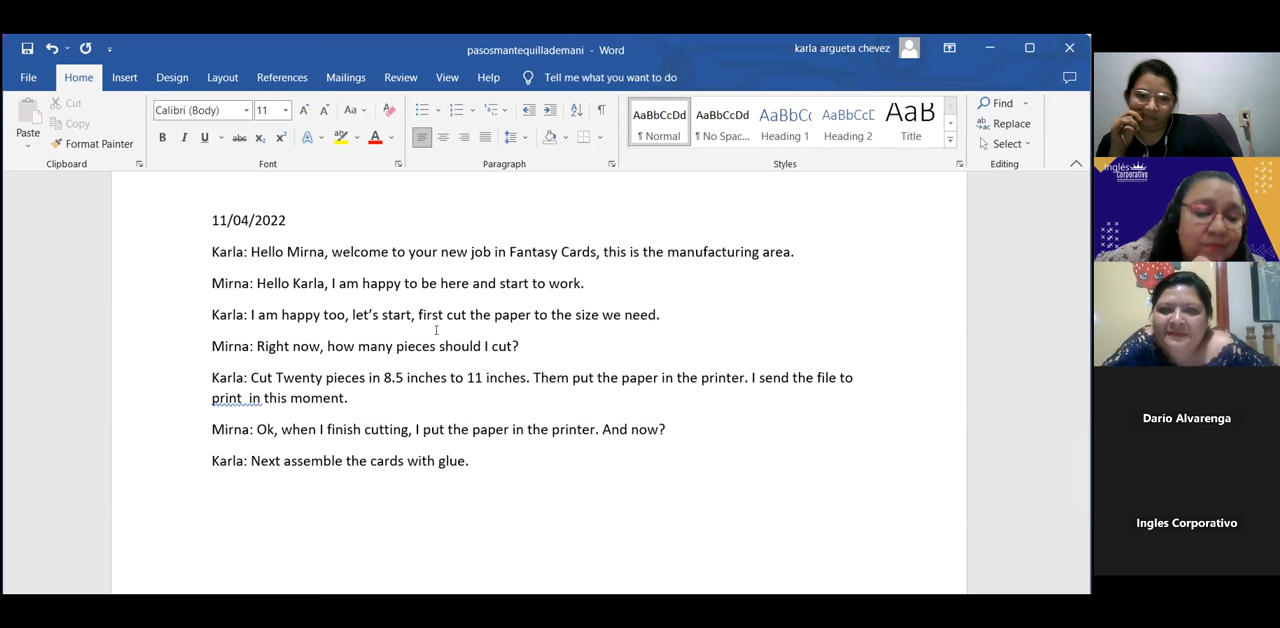 pasosmantequillademani - Word
karla argueta chevez
File Home Insert Design Layout References Mailings Review View Help Tell me what you want to do
Paste
Cut
Copy
Format Painter
Clipboard
Calibri (Body) 11
Font
Paragraph
AaBbCcDd AaBbCcDd AaBbCc AaBbCcD AaB
¶ Normal ¶ No Spac... Heading 1 Heading 2 Title
Styles
Find
Replace
Select
Editing
11/04/2022
Karla: Hello Mirna, welcome to your new job in Fantasy Cards, this is the manufacturing area.
Mirna: Hello Karla, I am happy to be here and start to work.
Karla: I am happy too, let’s start, first cut the paper to the size we need.
Mirna: Right now, how many pieces should I cut?
Karla: Cut Twenty pieces in 8.5 inches to 11 inches. Them put the paper in the printer. I send the file to
print  in this moment.
Mirna: Ok, when I finish cutting, I put the paper in the printer. And now?
Karla: Next assemble the cards with glue.
Inglés
Corporativo
Darío Alvarenga
Ingles Corporativo